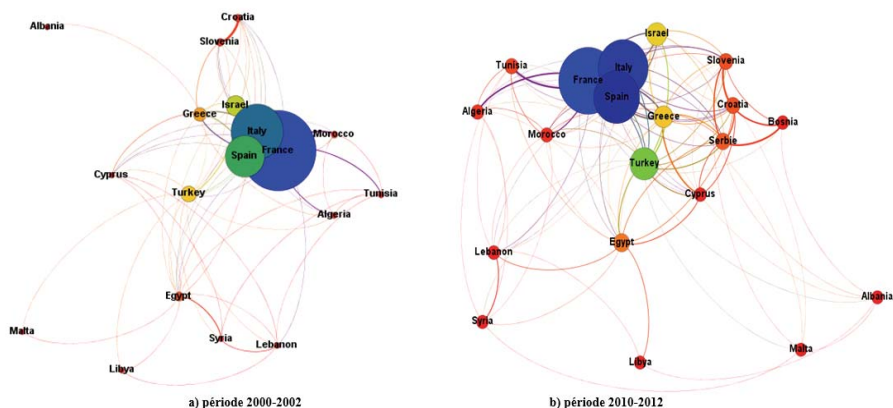 Croatia
Albania
Slovenia
Israel
Greece
Italy
Morocco
France
Spain
Cyprus
Turkey
Tunisia
Algeria
Egypt
Malta
Syria
Lebanon
Libya
a) période 2000-2002
Israel
Tunisia
Italy
Slovenia
France
Spain
Algeria
Croatia
Greece
Bosnia
Morocco
Serbie
Turkey
Cyprus
Egypt
Lebanon
Albania
Syria
Malta
Libya
b) période 2010-2012